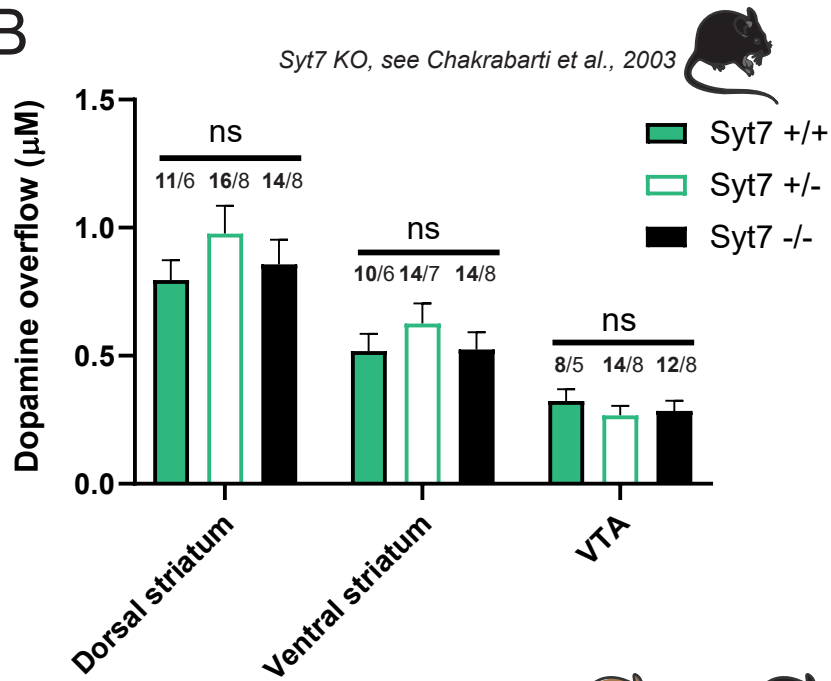 B
Syt7 KO, see Chakrabarti et al., 2003
Dopamine overflow (μM)
1.5
1.0
0.5
0.0
Syt7 +/+
Syt7 +/-
Syt7 -/-
ns
11/6 16/8 14/8
ns
10/6 14/7 14/8
ns
8/5 14/8 12/8
Dorsal striatum
Ventral striatum
VTA